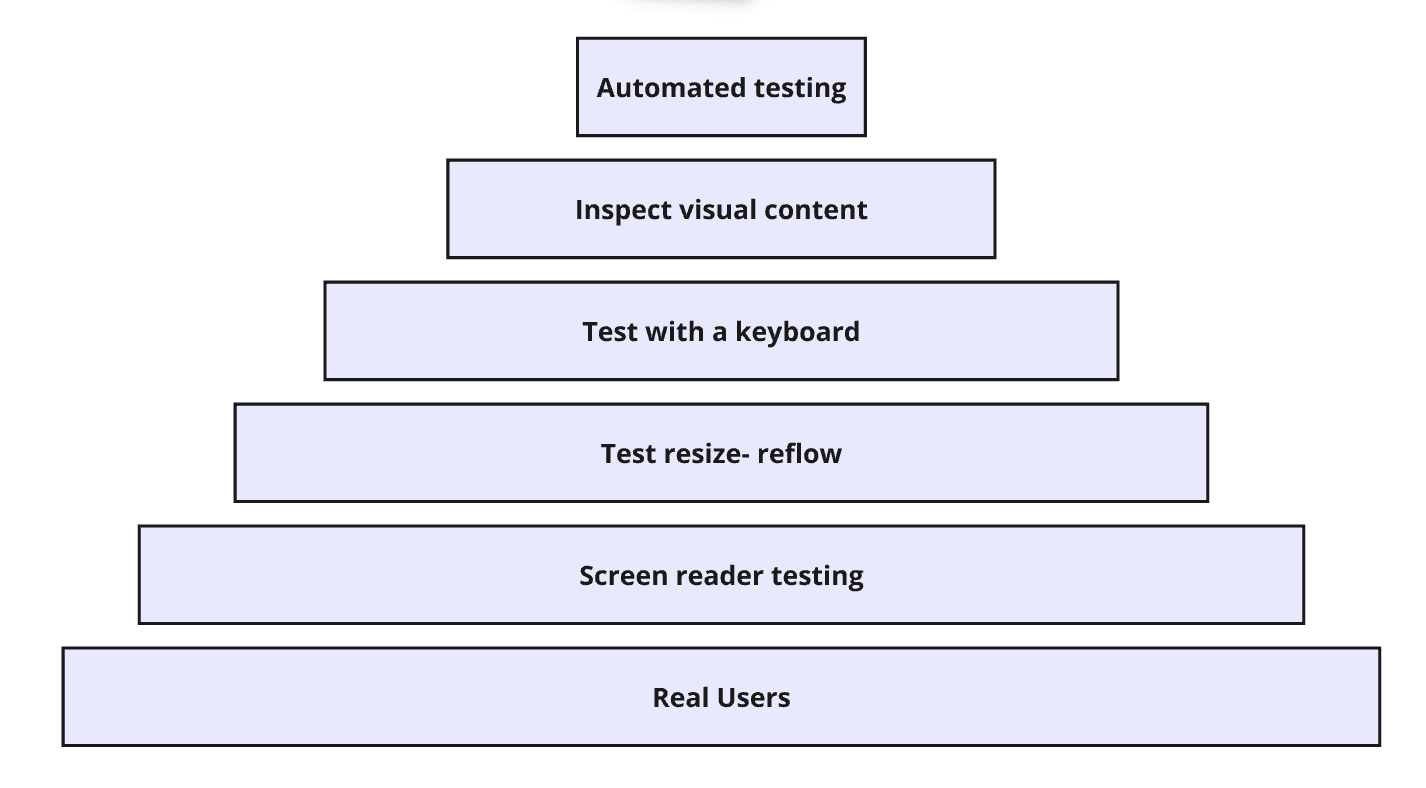 Automated testing
Inspect visual content
Test with a keyboard
Test resize- reflow
Screen reader testing
Real Users